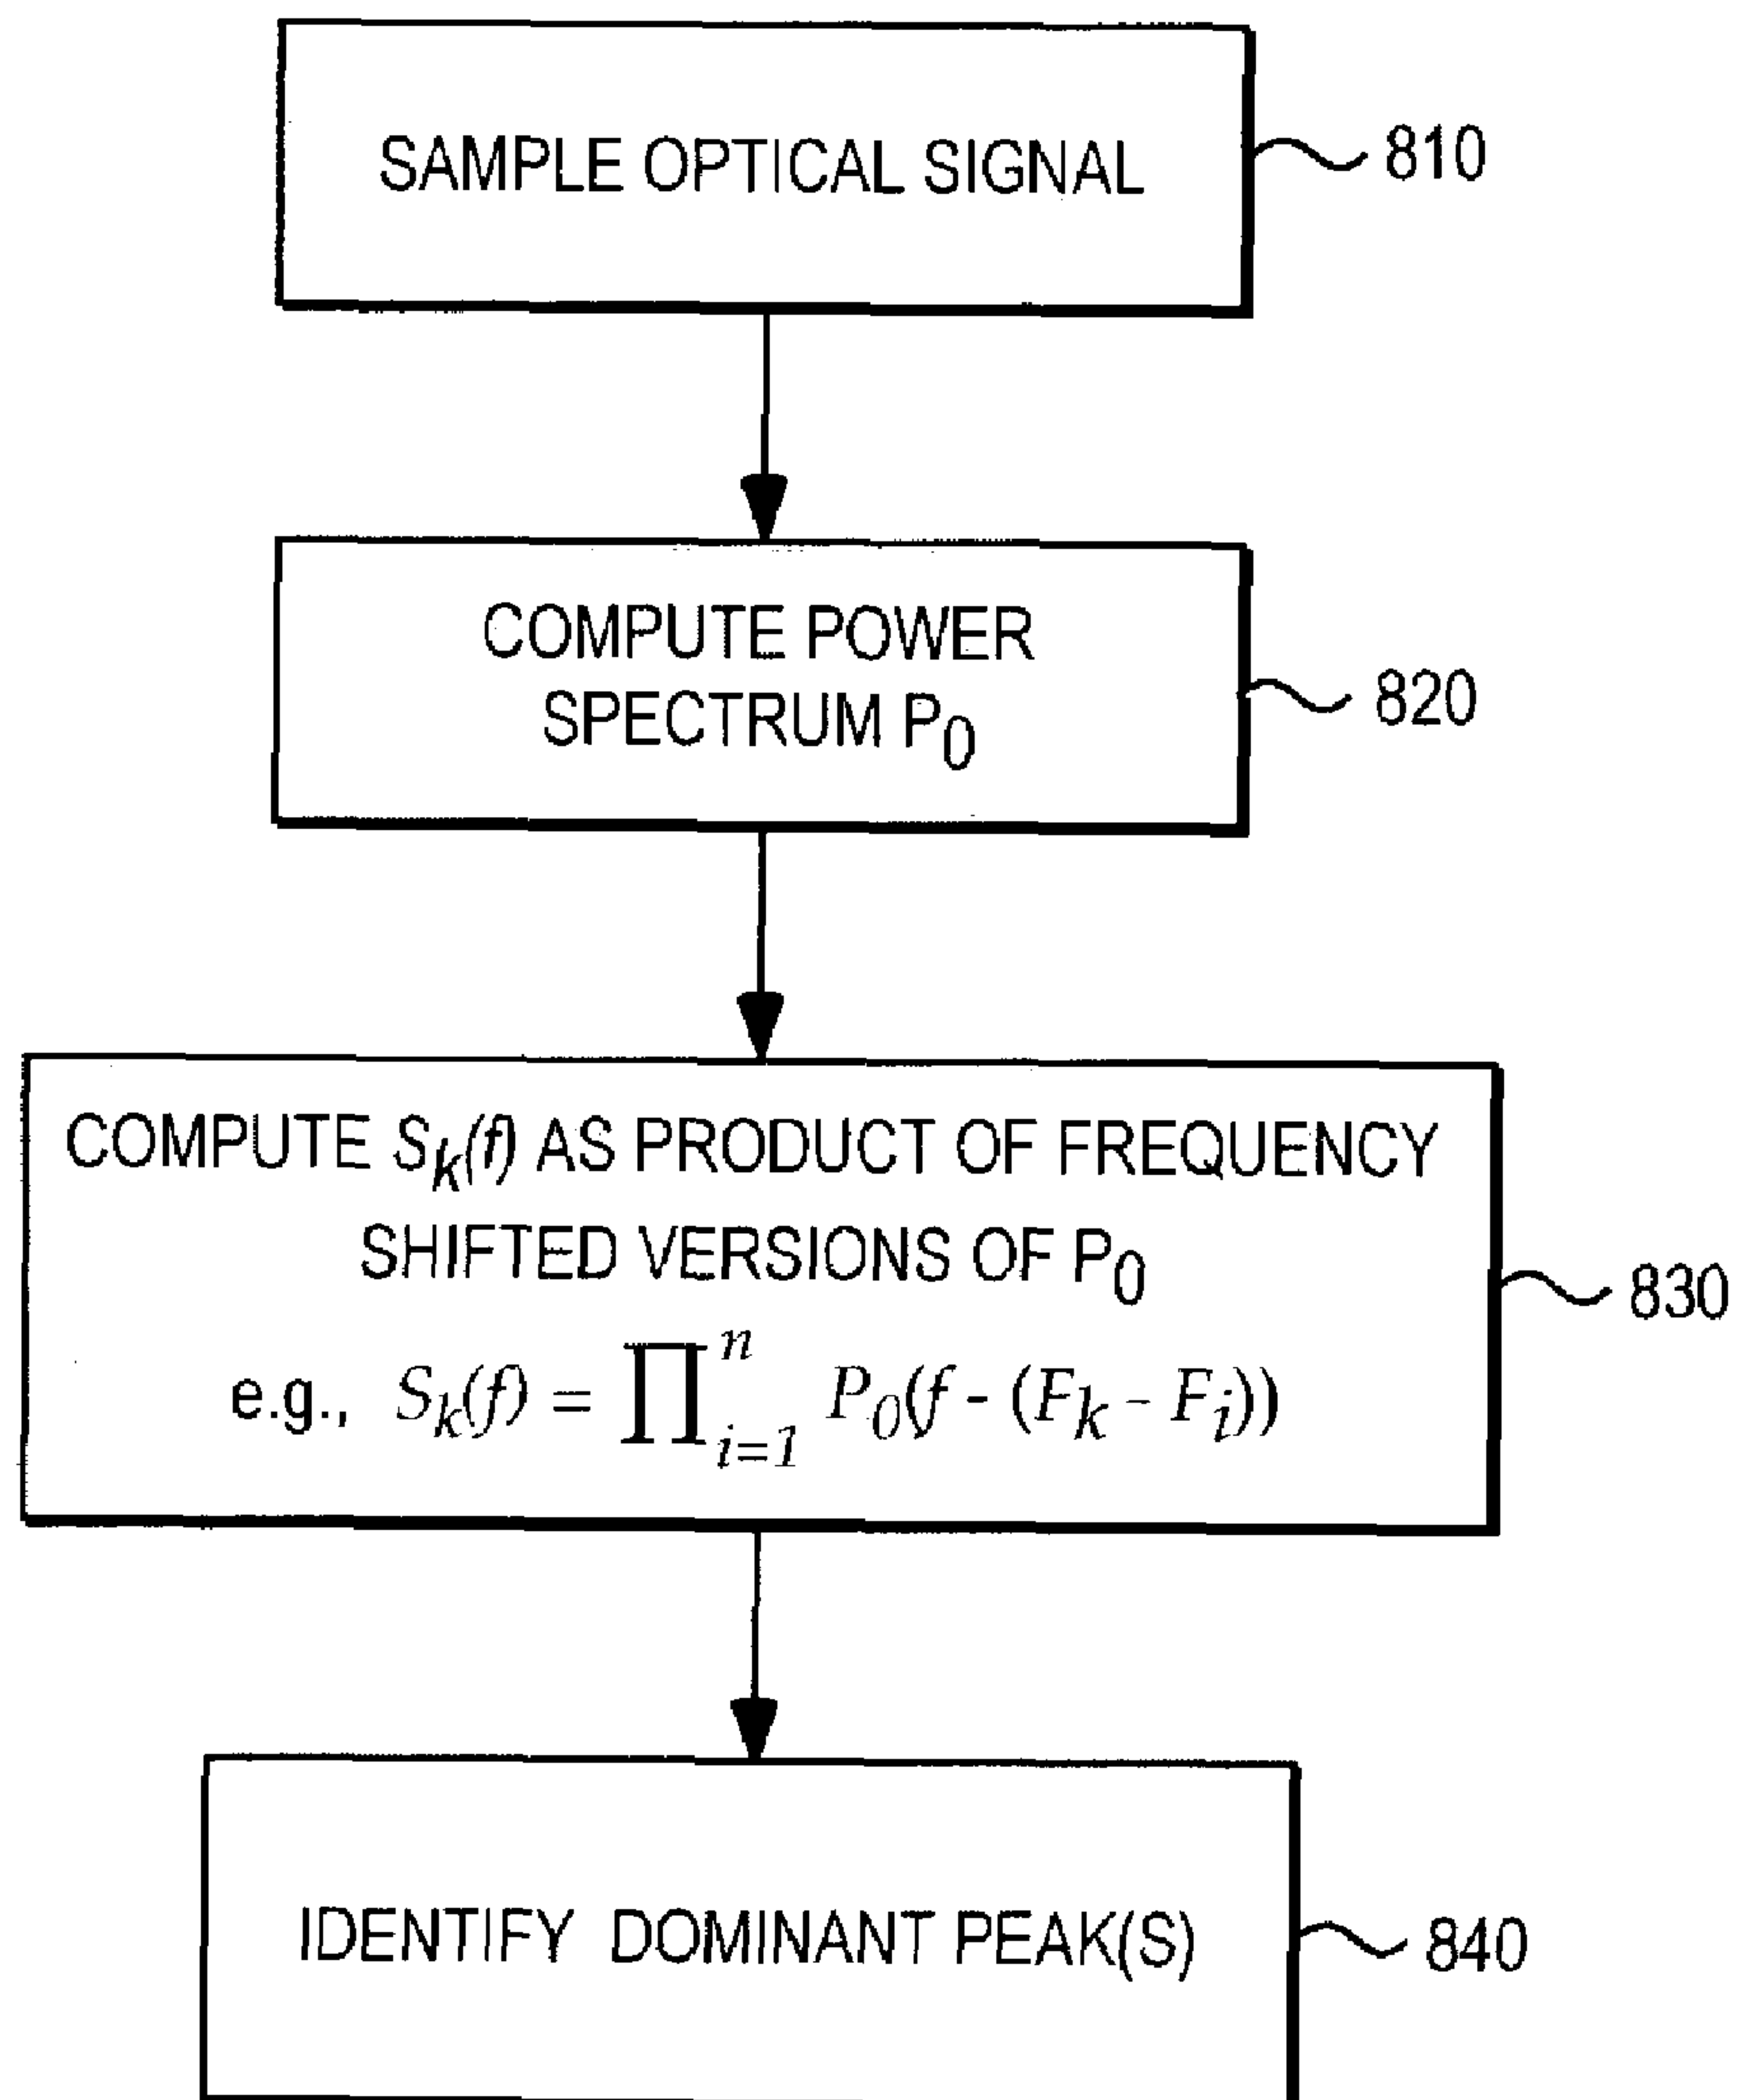 SAMPLE OPTICAL SIGNAL
810
COMPUTE POWER
SPECTRUM P₀
820
COMPUTE Sₖ(f) AS PRODUCT OF FREQUENCY
SHIFTED VERSIONS OF P₀
e.g., Sₖ(f) = ∏ⁿᵢ₌₁ P₀(f - (Fₖ - Fᵢ))
830
IDENTIFY DOMINANT PEAK(S)
840